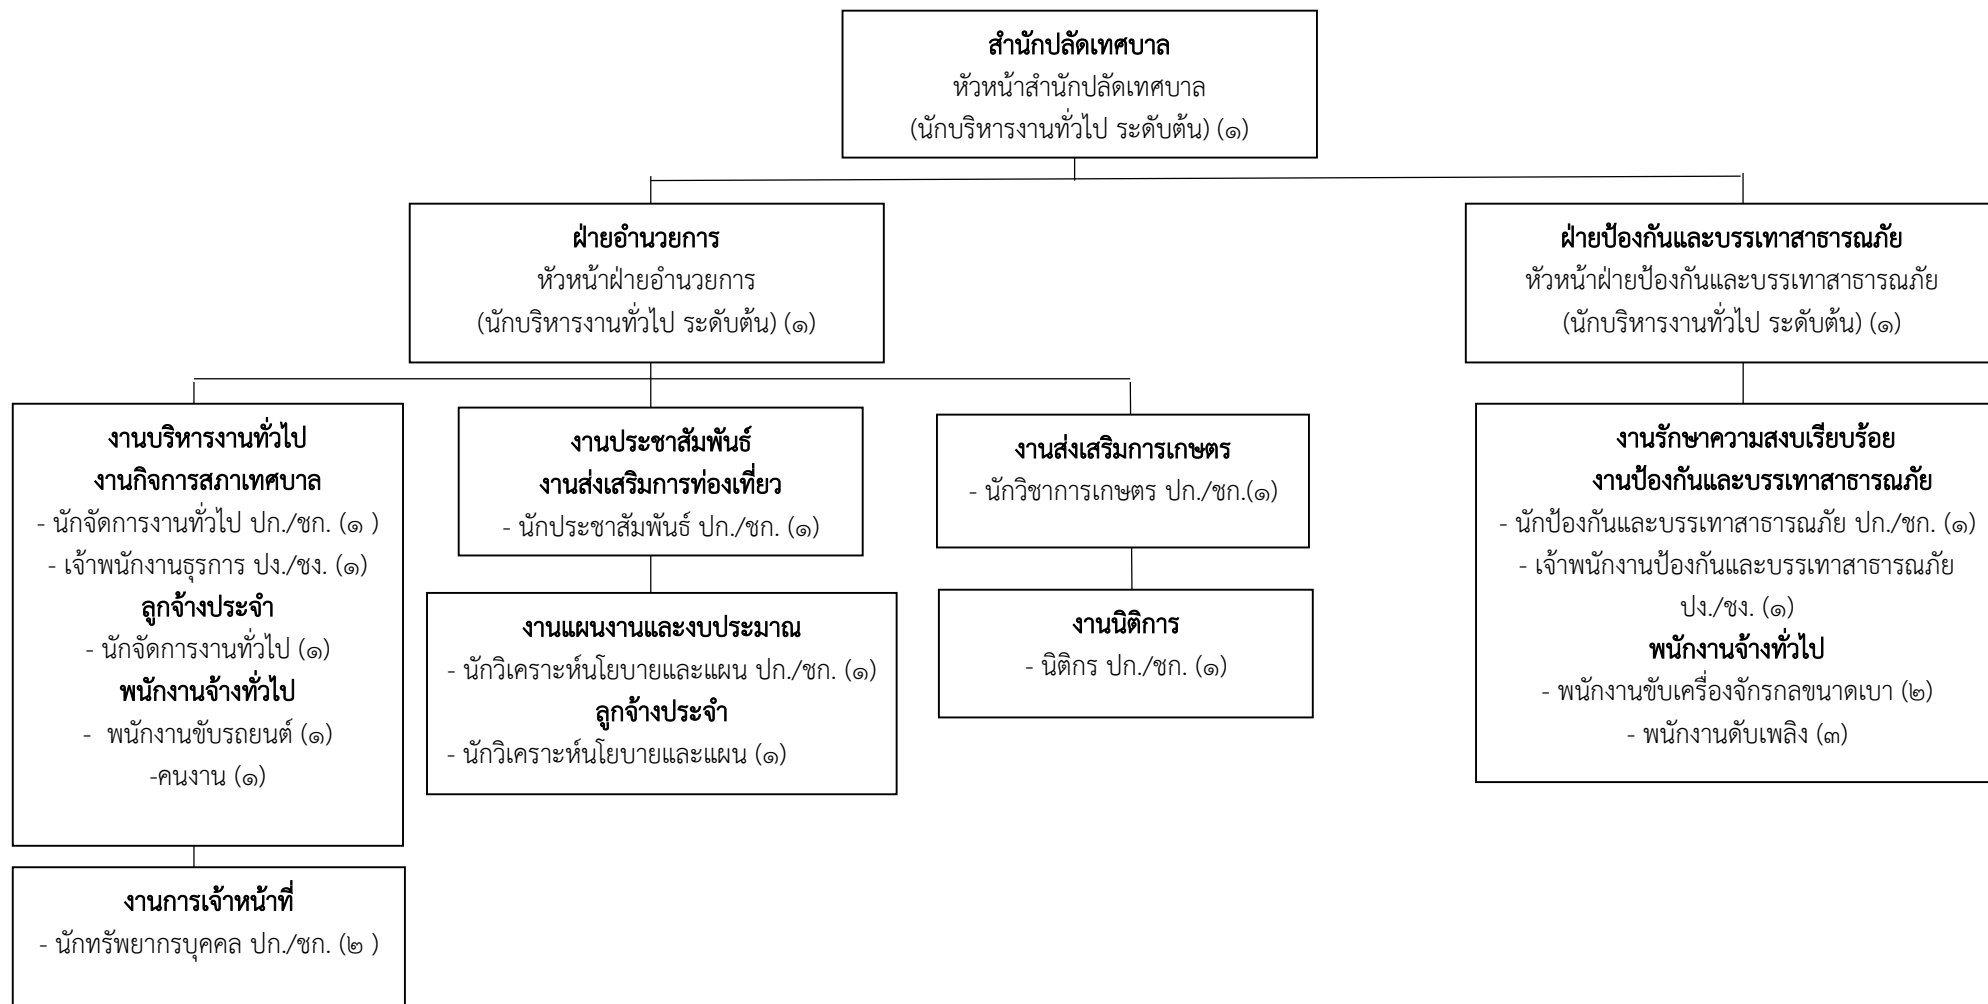 สำนักปลัดเทศบาล
หัวหน้าสำนักปลัดเทศบาล
(นักบริหารงานทั่วไป ระดับต้น) (๑)
ฝ่ายอำนวยการ
หัวหน้าฝ่ายอำนวยการ
(นักบริหารงานทั่วไป ระดับต้น) (๑)
ฝ่ายป้องกันและบรรเทาสาธารณภัย
หัวหน้าฝ่ายป้องกันและบรรเทาสาธารณภัย
(นักบริหารงานทั่วไป ระดับต้น) (๑)
งานบริหารงานทั่วไป
งานกิจการสภาเทศบาล
- นักจัดการงานทั่วไป ปก./ชก. (๑ )
- เจ้าพนักงานธุรการ ปง./ชง. (๑)
ลูกจ้างประจำ
- นักจัดการงานทั่วไป (๑)
พนักงานจ้างทั่วไป
- พนักงานขับรถยนต์ (๑)
-คนงาน (๑)
งานการเจ้าหน้าที่
- นักทรัพยากรบุคคล ปก./ชก. (๒ )
งานประชาสัมพันธ์
งานส่งเสริมการท่องเที่ยว
- นักประชาสัมพันธ์ ปก./ชก. (๑)
งานแผนงานและงบประมาณ
- นักวิเคราะห์นโยบายและแผน ปก./ชก. (๑)
ลูกจ้างประจำ
- นักวิเคราะห์นโยบายและแผน (๑)
งานส่งเสริมการเกษตร
- นักวิชาการเกษตร ปก./ชก.(๑)
งานนิติการ
- นิติกร ปก./ชก. (๑)
งานรักษาความสงบเรียบร้อย
งานป้องกันและบรรเทาสาธารณภัย
- นักป้องกันและบรรเทาสาธารณภัย ปก./ชก. (๑)
- เจ้าพนักงานป้องกันและบรรเทาสาธารณภัย
ปง./ชง. (๑)
พนักงานจ้างทั่วไป
- พนักงานขับเครื่องจักรกลขนาดเบา (๒)
- พนักงานดับเพลิง (๓)